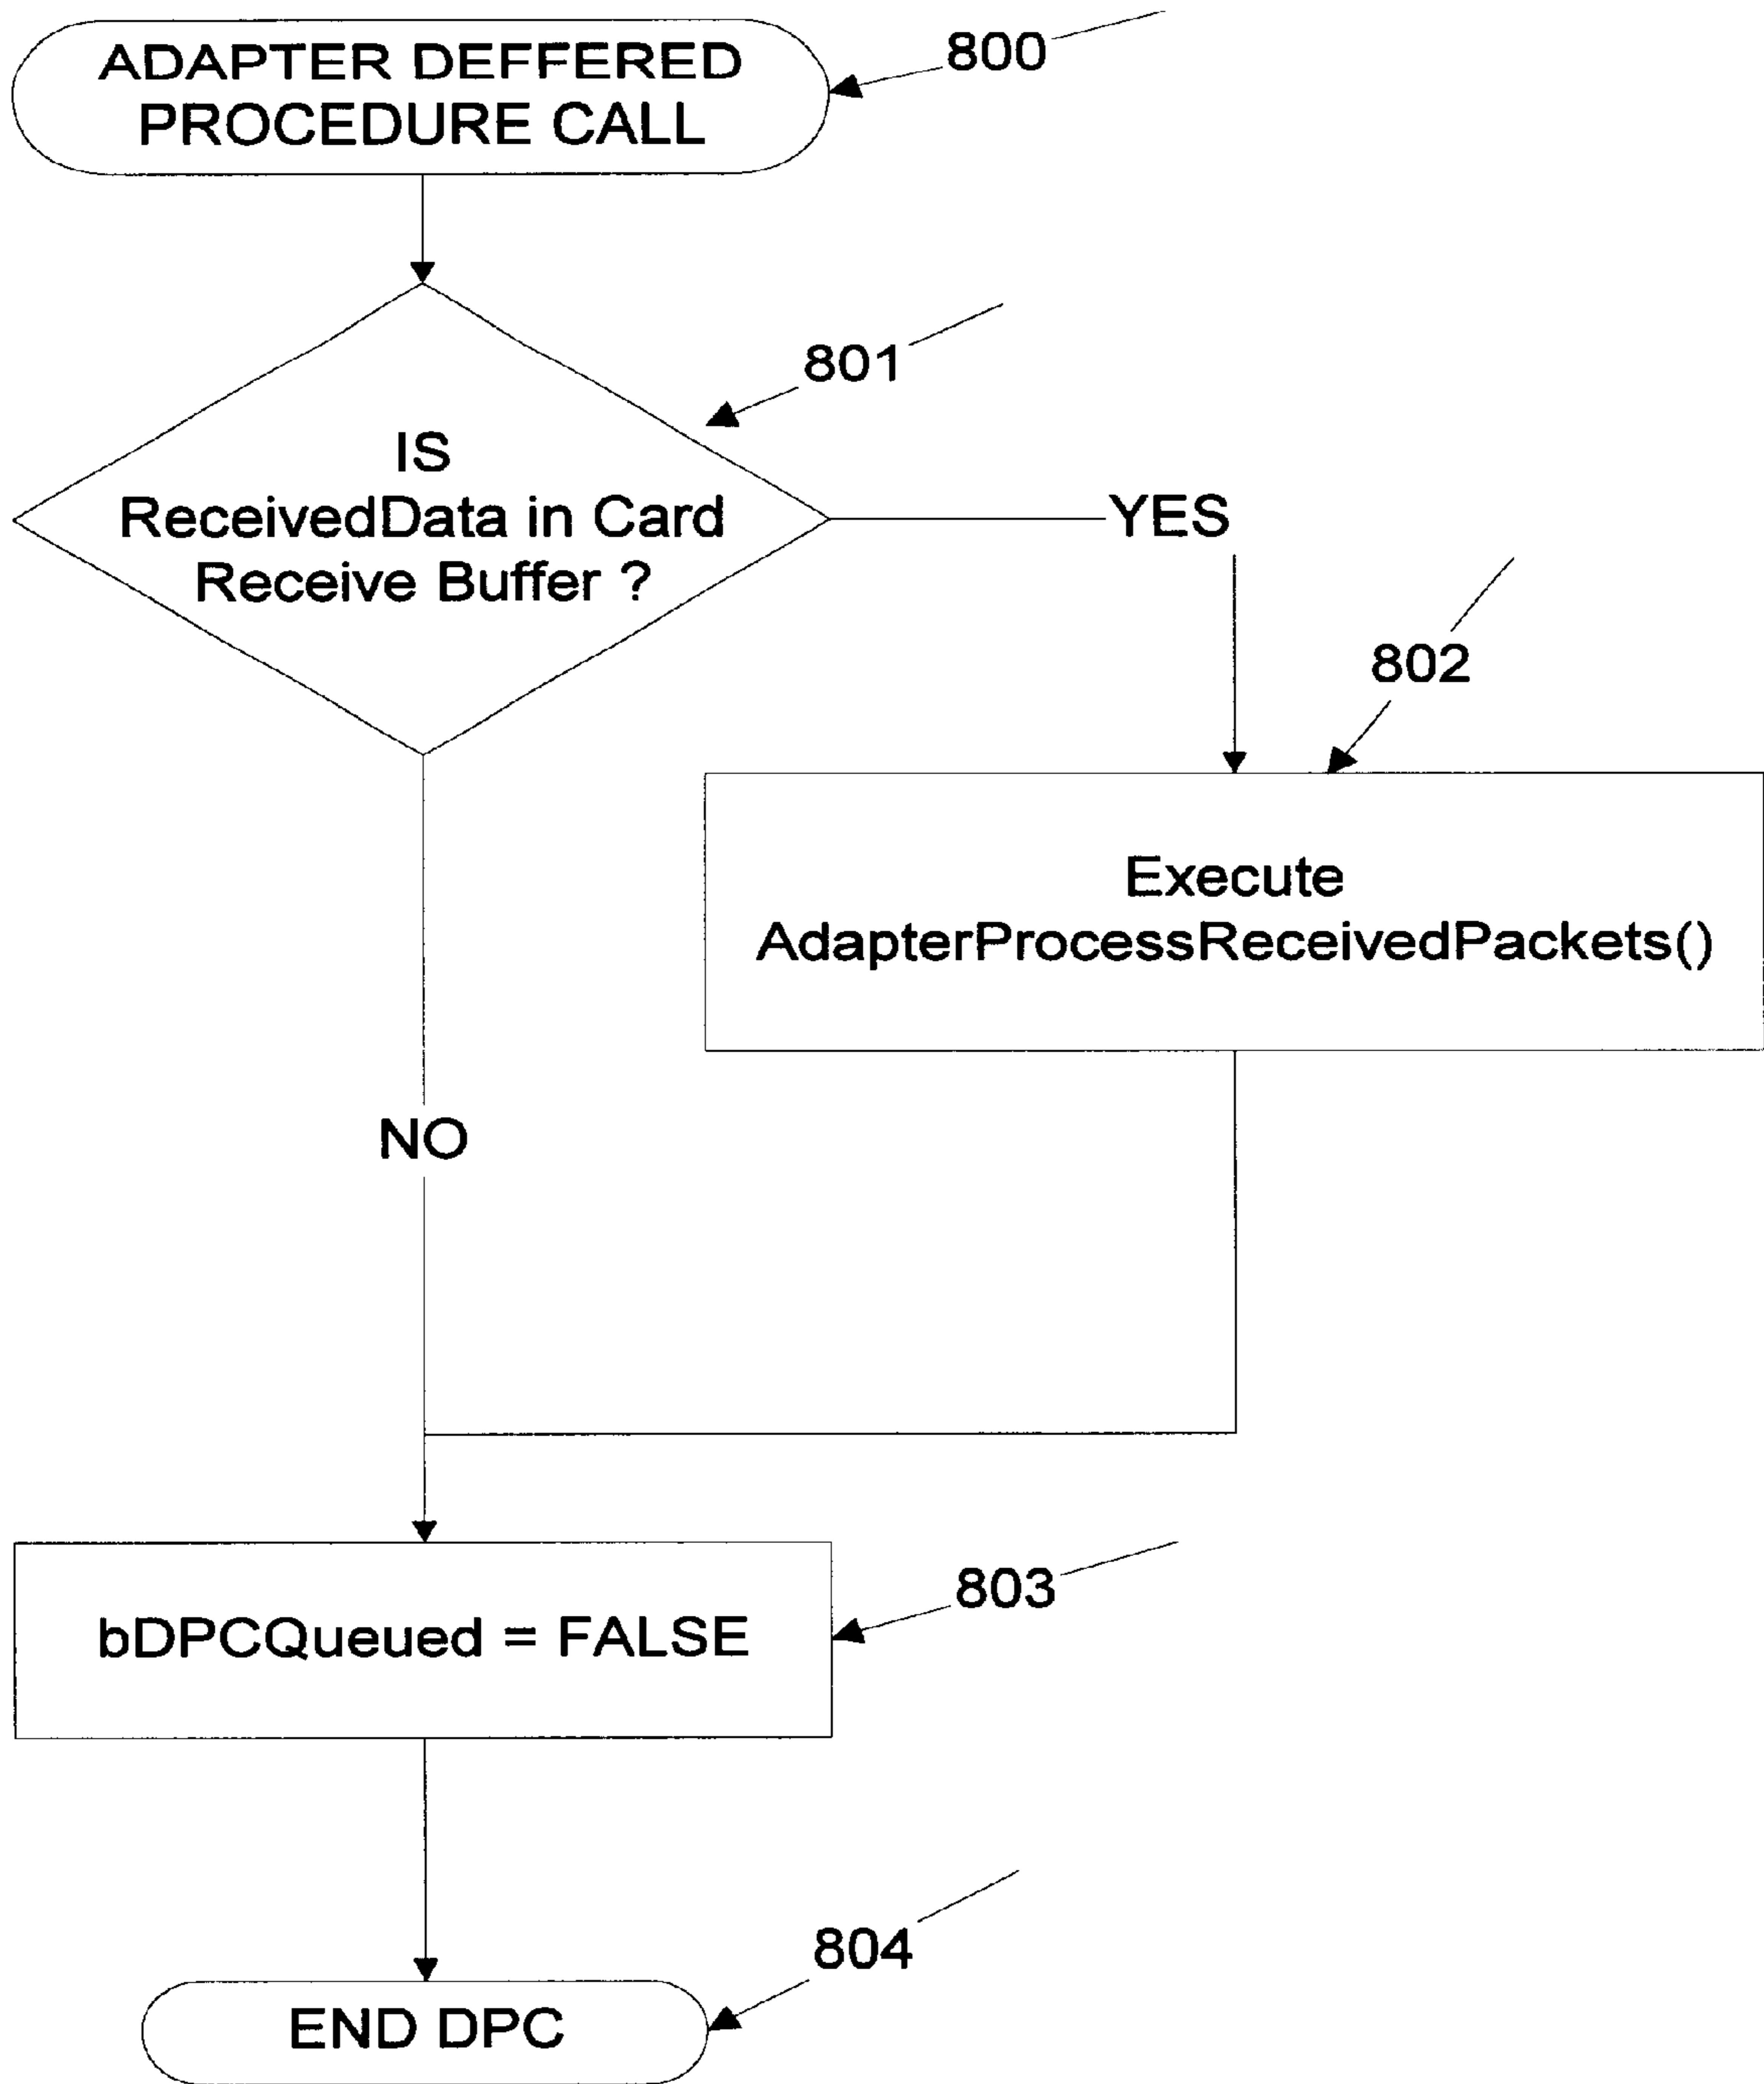 ADAPTER DEFFERED
PROCEDURE CALL
800
801
IS
ReceivedData in Card
Receive Buffer ?
YES
802
Execute
AdapterProcessReceivedPackets()
NO
803
bDPCQueued = FALSE
804
END DPC